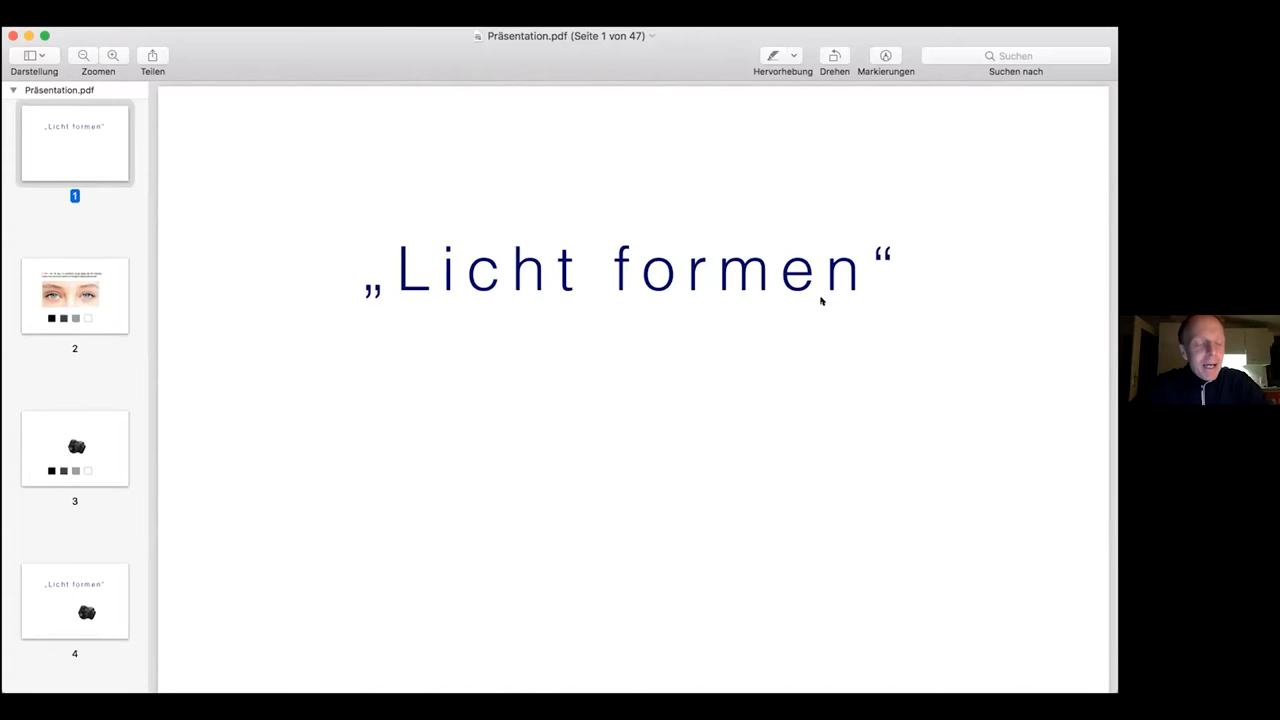 Präsentation.pdf (Seite 1 von 47)
Darstellung
Zoomen
Teilen
Hervorhebung
Drehen
Markierungen
Suchen
Suchen nach
Präsentation.pdf
„Licht formen“
1
2
3
„Licht formen“
4
„Licht formen“